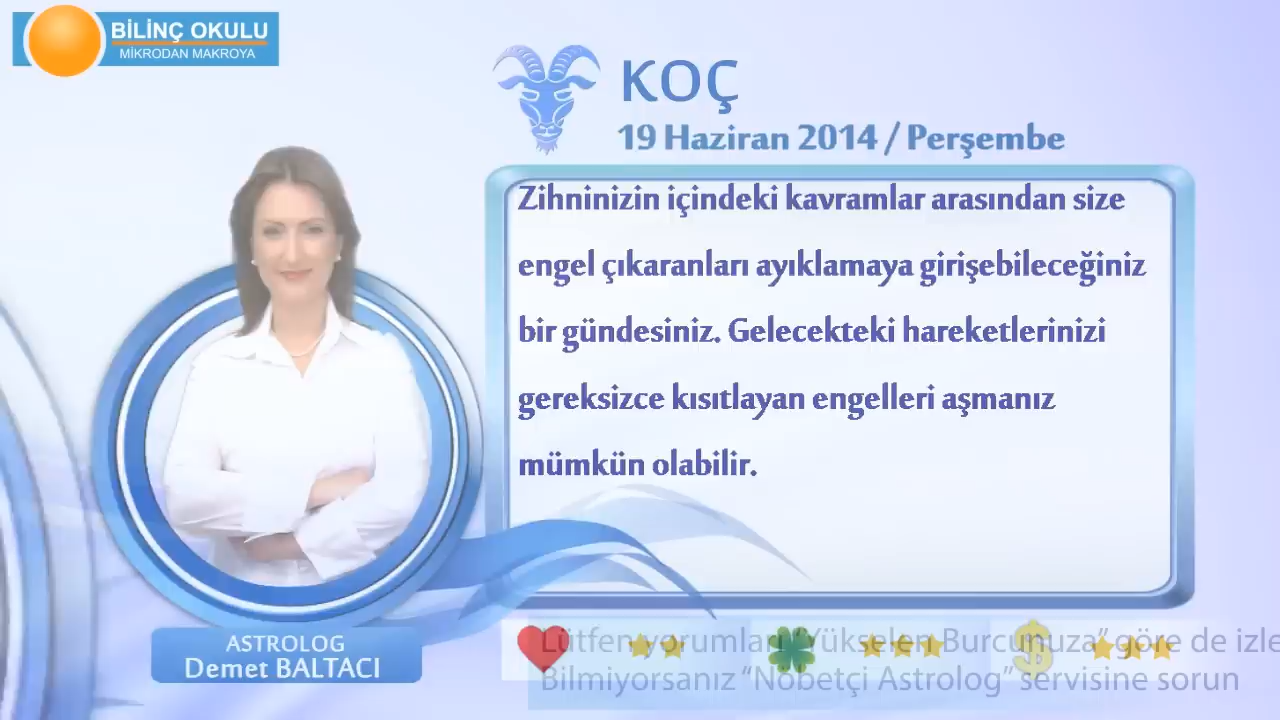 BİLİNÇ OKULU
MİKRODAN MAKROYA
KOÇ
19 Haziran 2014 / Perşembe
Zihninizin içindeki kavramlar arasından size
engel çıkaranları ayıklamaya girişebileceğiniz
bir gündesiniz. Gelecekteki hareketlerinizi
gereksizce kısıtlayan engelleri aşmanız
mümkün olabilir.
ASTROLOG
Demet BALTACI
Lütfen yorumları "Yükselen Burcunuza" göre de izle
Bilmiyorsanız "Nöbetçi Astrolog" servisine sorun